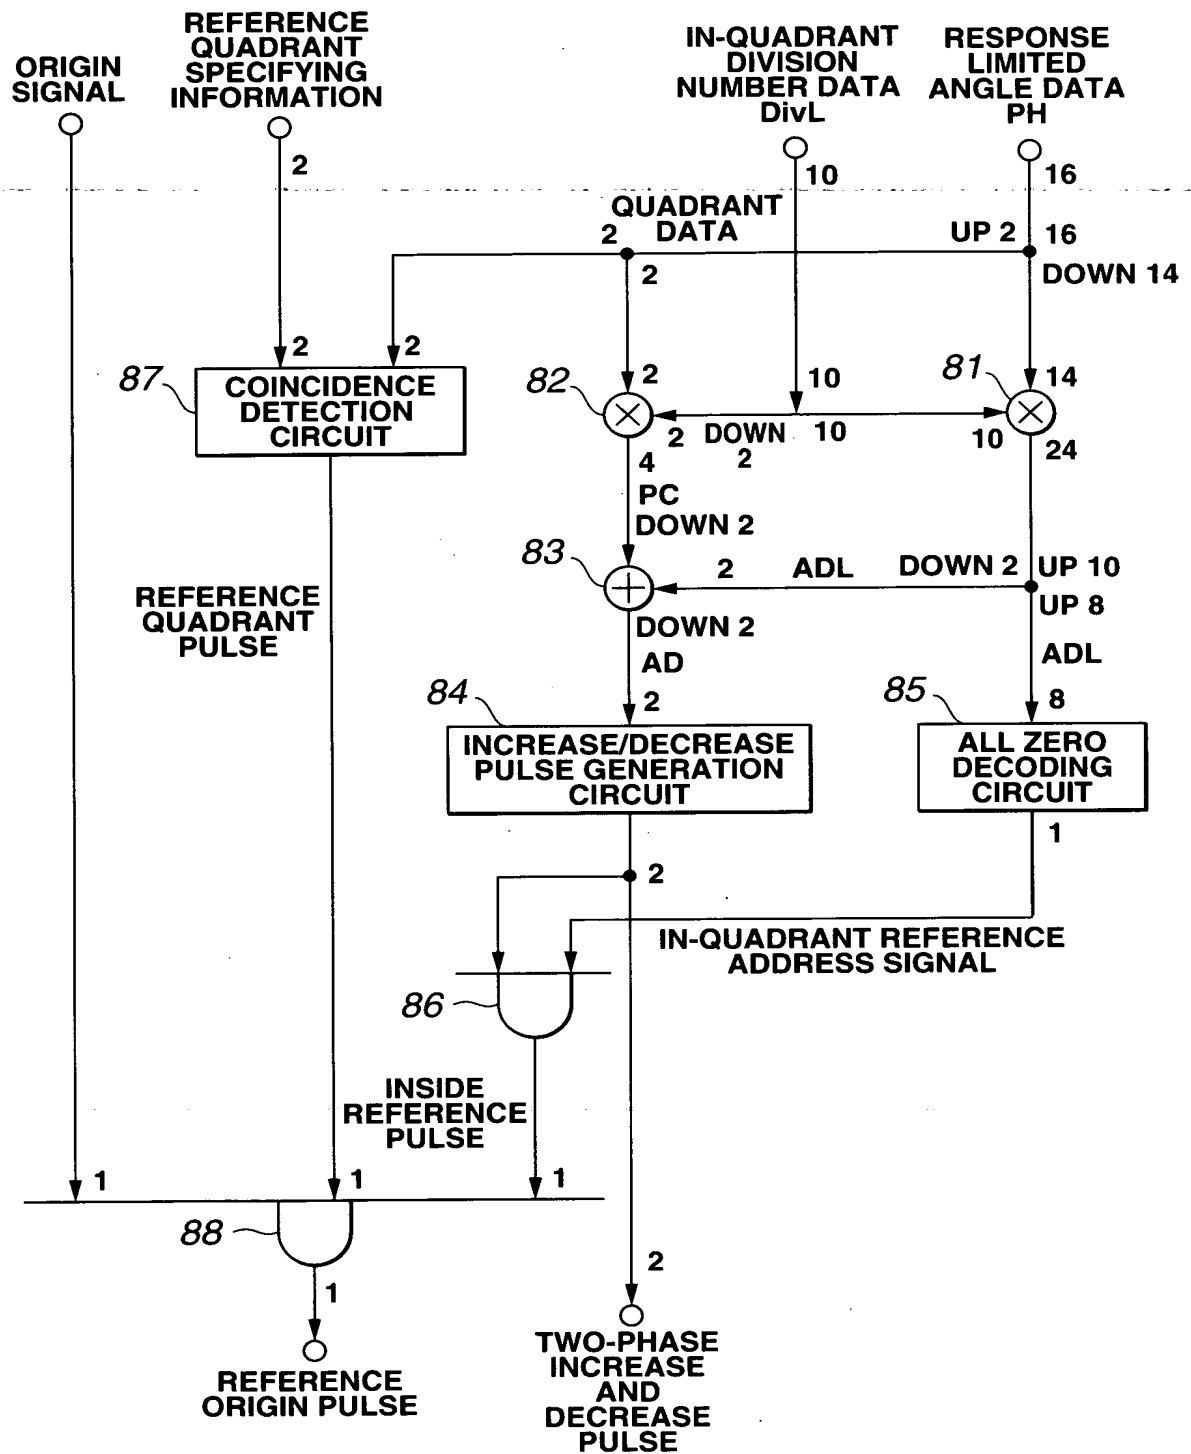 ORIGIN
SIGNAL
REFERENCE
QUADRANT
SPECIFYING
INFORMATION
IN-QUADRANT
DIVISION
NUMBER DATA
DivL
RESPONSE
LIMITED
ANGLE DATA
PH
2
10
16
QUADRANT
DATA
2
UP 2
16
2
DOWN 14
2
2
87
COINCIDENCE
DETECTION
CIRCUIT
82
2
10
81
14
2
DOWN
2
10
10
24
4
PC
DOWN 2
83
2
ADL
DOWN 2
UP 10
UP 8
REFERENCE
QUADRANT
PULSE
DOWN 2
AD
ADL
84
2
85
8
INCREASE/DECREASE
PULSE GENERATION
CIRCUIT
ALL ZERO
DECODING
CIRCUIT
1
2
IN-QUADRANT REFERENCE
ADDRESS SIGNAL
86
INSIDE
REFERENCE
PULSE
1
1
1
88
2
1
REFERENCE
ORIGIN PULSE
TWO-PHASE
INCREASE
AND
DECREASE
PULSE